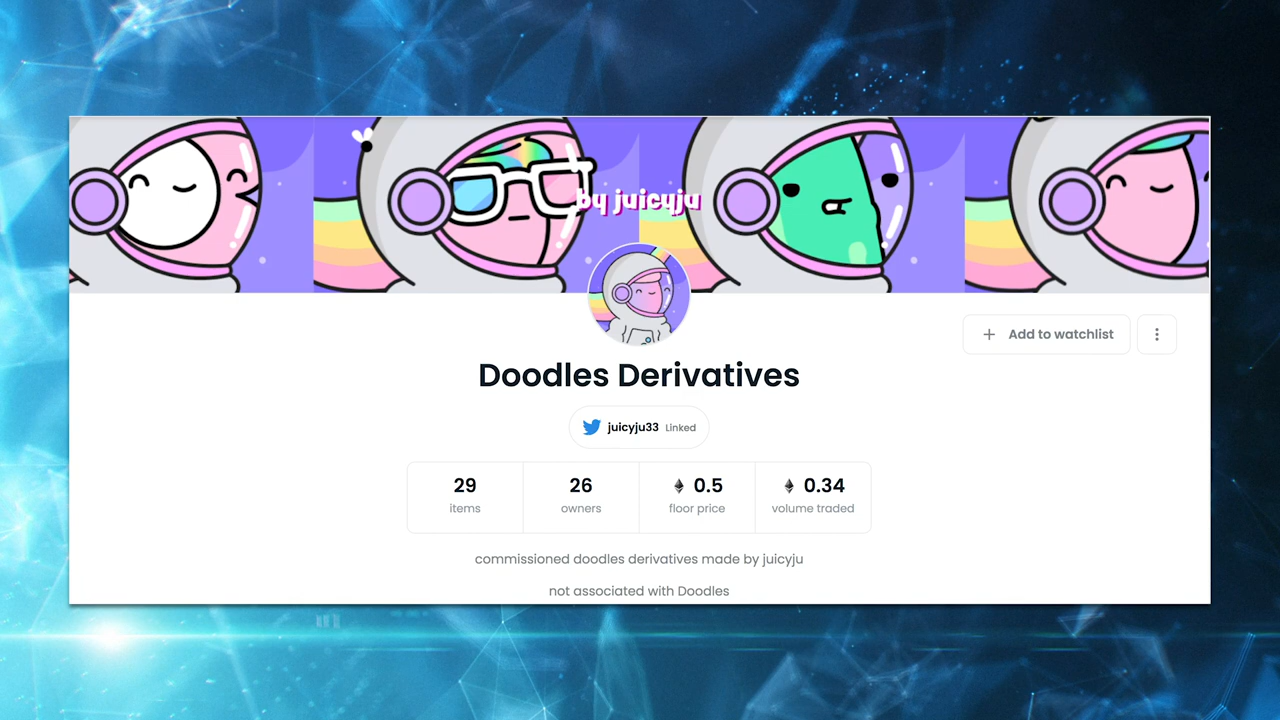 by juicyju
Add to watchlist
Doodles Derivatives
juicyju33 Linked
29 26 0.5 0.34
items owners floor price volume traded
commissioned doodles derivatives made by juicyju
not associated with Doodles